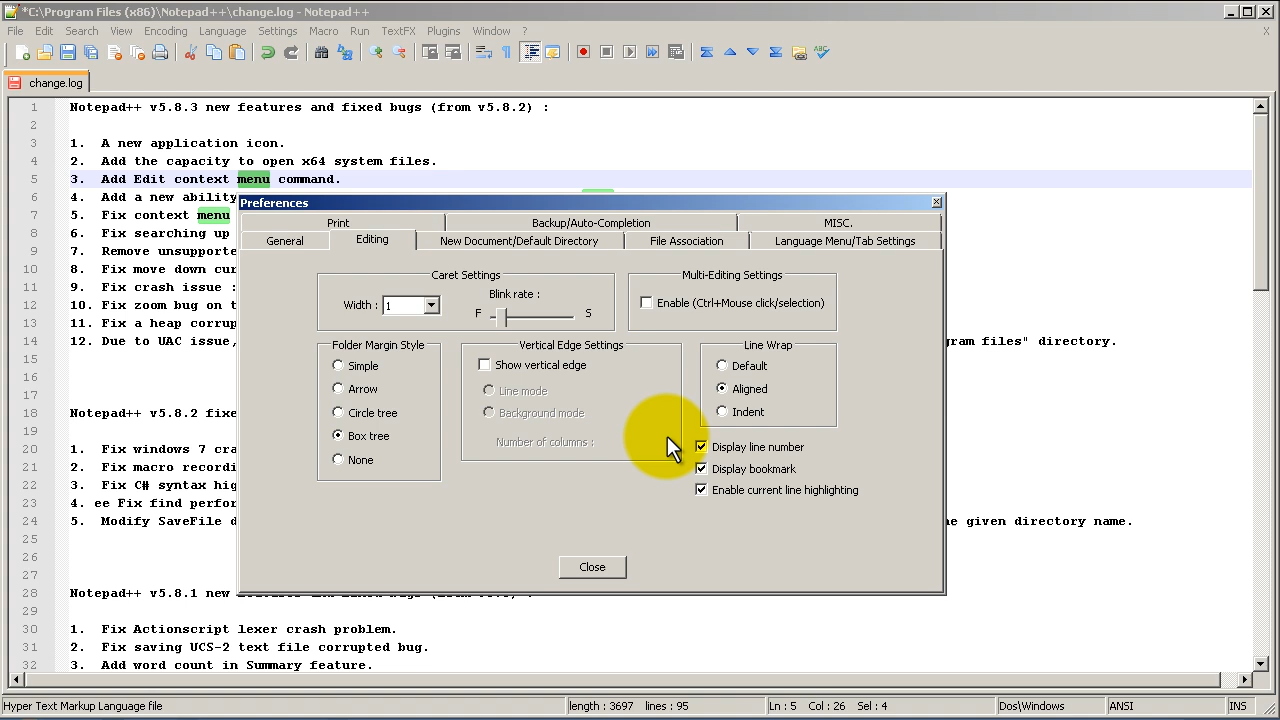 *C:\Program Files (x86)\Notepad++\change.log - Notepad++
File Edit Search View Encoding Language Settings Macro Run TextFX Plugins Window ? X
change.log
1 Notepad++ v5.8.3 new features and fixed bugs (from v5.8.2) :
2
3 1. A new application icon.
4 2. Add the capacity to open x64 system files.
5 3. Add Edit context menu command.
6 4. Add a new ability
7 5. Fix context menu
8 6. Fix searching up
9 7. Remove unsupporte
10 8. Fix move down cur
11 9. Fix crash issue :
12 10. Fix zoom bug on t
13 11. Fix a heap corrup
14 12. Due to UAC issue, gram files" directory.
15
16
17
18 Notepad++ v5.8.2 fixe
19
20 1. Fix windows 7 cra
21 2. Fix macro recordi
22 3. Fix C# syntax hig
23 4. ee Fix find perfor
24 5. Modify SaveFile d he given directory name.
25
26
27
28 Notepad++ v5.8.1 new
29
30 1. Fix Actionscript lexer crash problem.
31 2. Fix saving UCS-2 text file corrupted bug.
32 3. Add word count in Summary feature.
Preferences
Print Backup/Auto-Completion MISC.
General Editing New Document/Default Directory File Association Language Menu/Tab Settings
Caret Settings
Width : 1
Blink rate :
F S
Multi-Editing Settings
Enable (Ctrl+Mouse click/selection)
Folder Margin Style
Simple
Arrow
Circle tree
Box tree
None
Vertical Edge Settings
Show vertical edge
Line mode
Background mode
Number of columns :
Line Wrap
Default
Aligned
Indent
Display line number
Display bookmark
Enable current line highlighting
Close
Hyper Text Markup Language file length : 3697 lines : 95 Ln : 5 Col : 26 Sel : 4 Dos\Windows ANSI INS